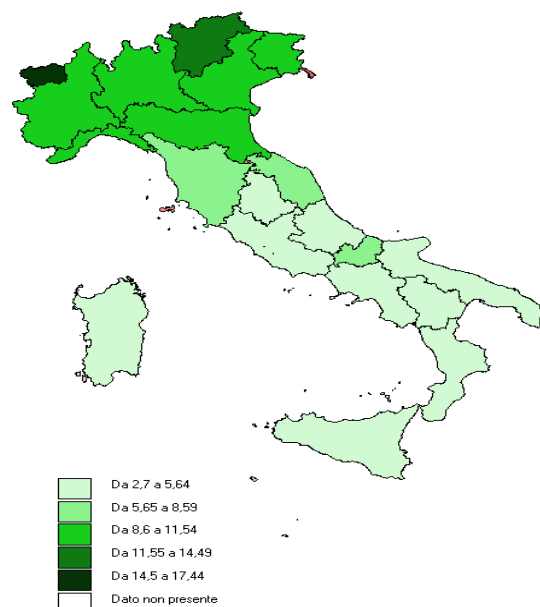 Da 2,7 a 5,64
Da 5,65 a 8,59
Da 8,6 a 11,54
Da 11,55 a 14,49
Da 14,5 a 17,44
Dato non presente